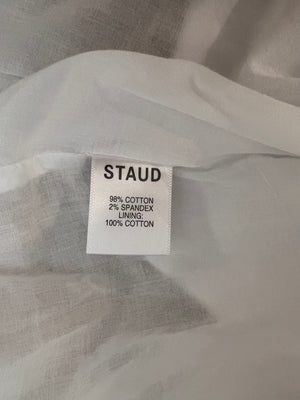 STAUD
98% COTTON
2% SPANDEX
LINING:
100% COTTON